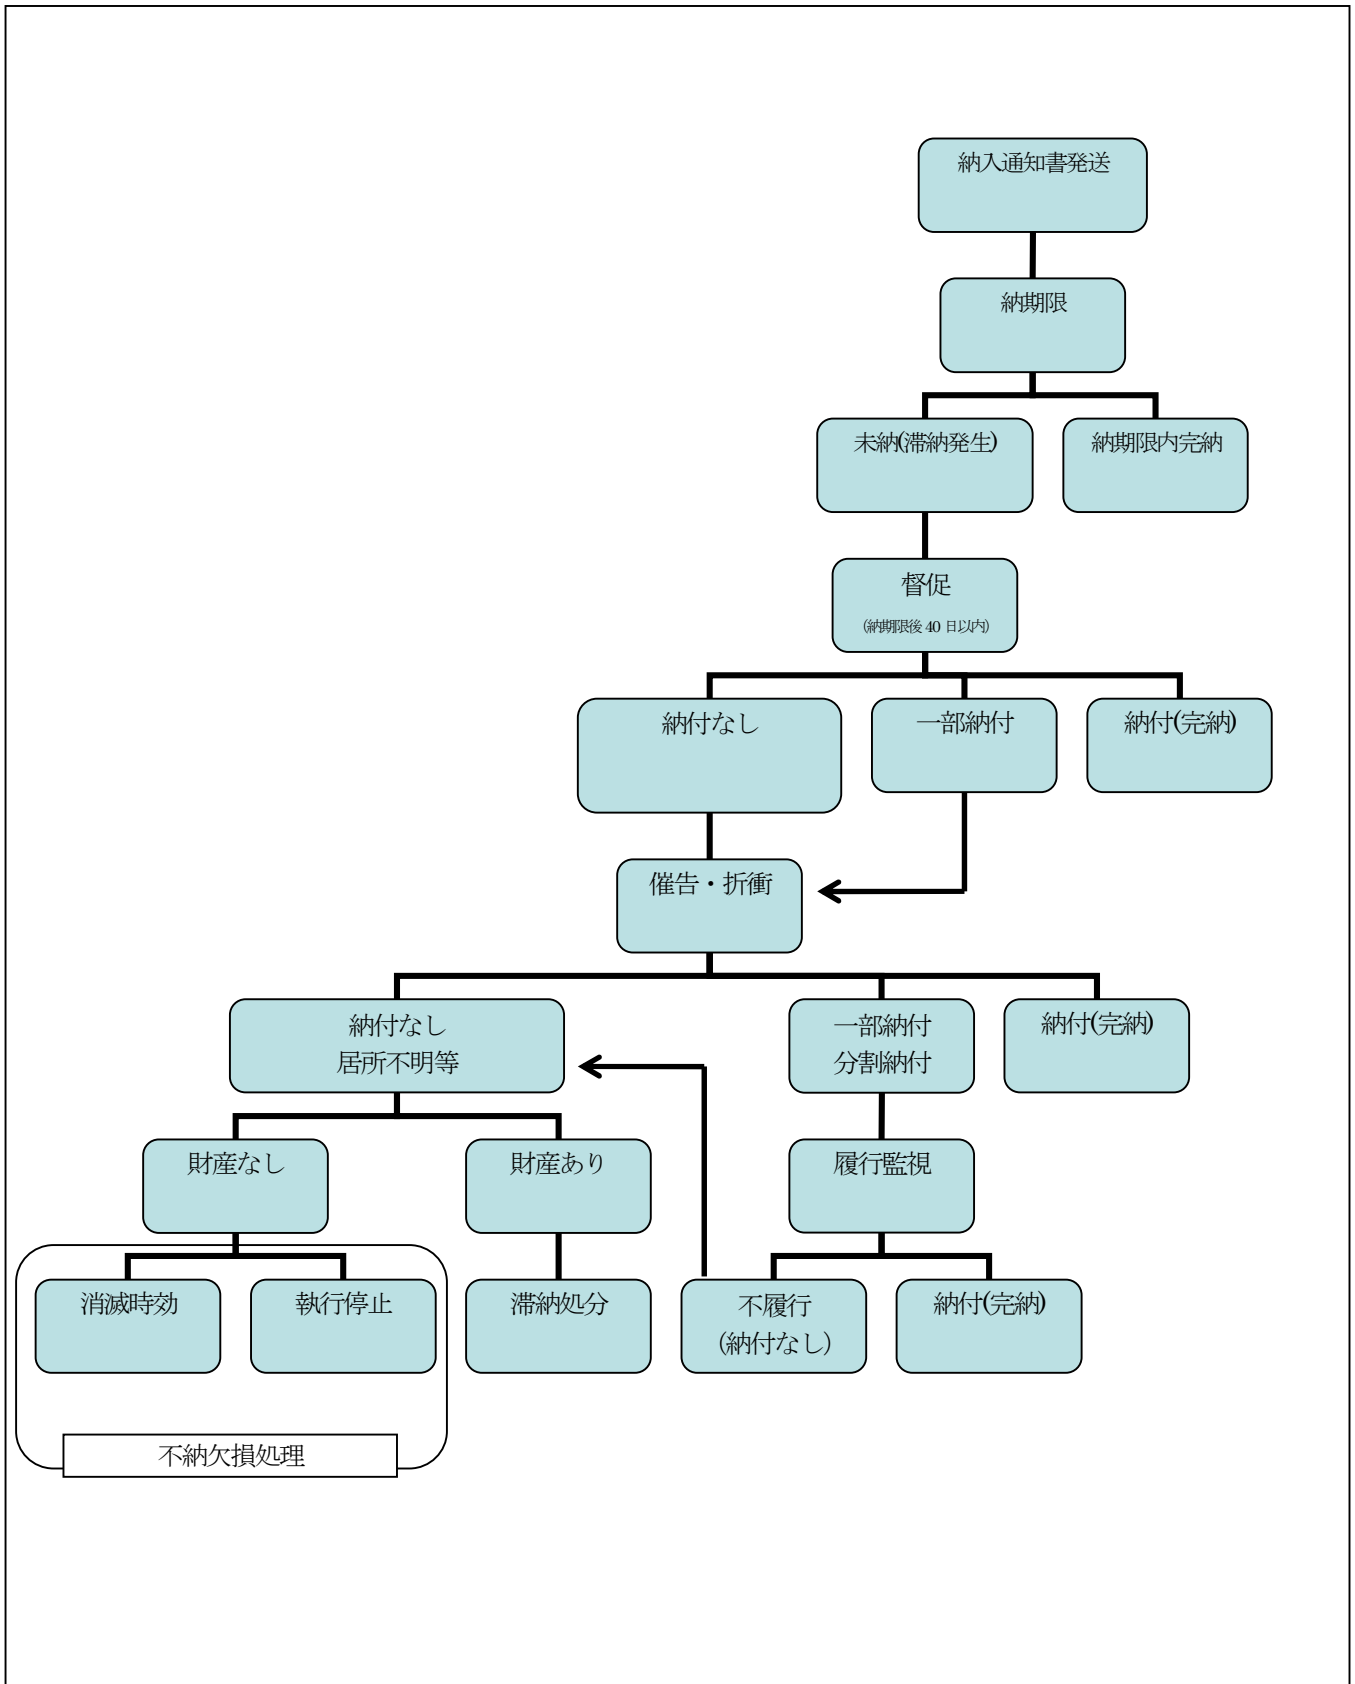 納入通知書発送
納期限
未納(滞納発生)
納期限内完納
督促
(納期限後 40 日以内)
納付なし
一部納付
納付(完納)
催告・折衝
納付なし
居所不明等
一部納付
分割納付
納付(完納)
財産なし
財産あり
履行監視
消滅時効
執行停止
滞納処分
不履行
(納付なし)
納付(完納)
不納欠損処理